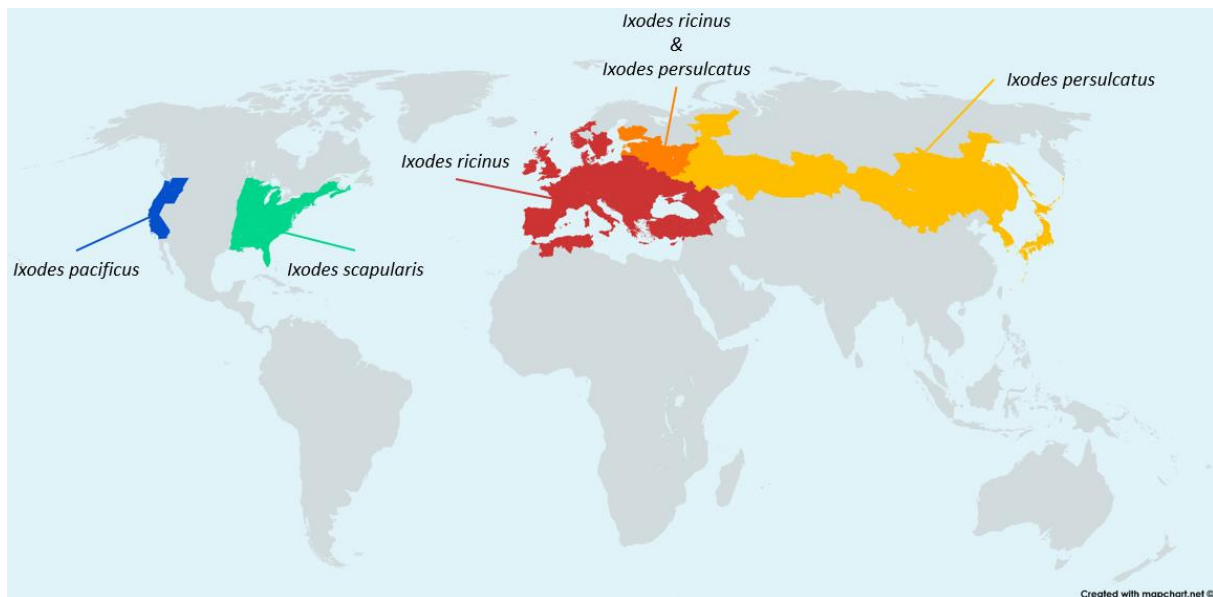 Ixodes ricinus
&
Ixodes persulcatus
Ixodes persulcatus
Ixodes ricinus
Ixodes pacificus
Ixodes scapularis
Created with mapchart.net ©